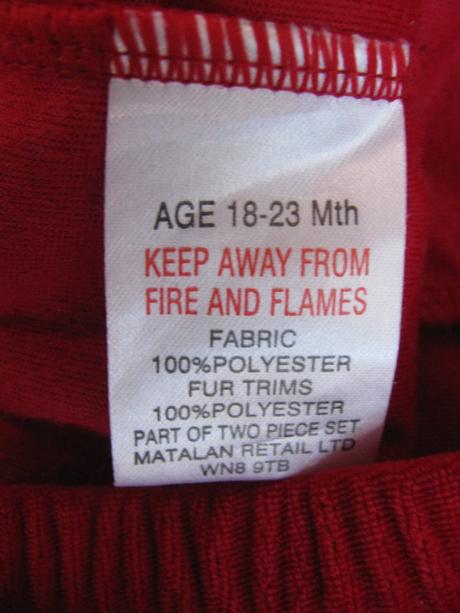 AGE 18-23 Mth
KEEP AWAY FROM
FIRE AND FLAMES
FABRIC
100%POLYESTER
FUR TRIMS
100%POLYESTER
PART OF TWO PIECE SET
MATALAN RETAIL LTD
WN8 9TB